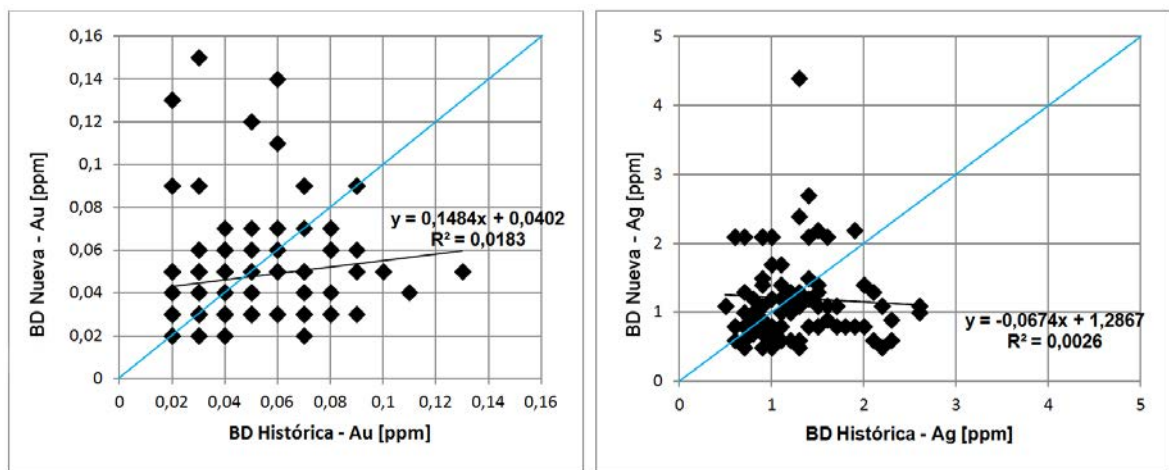 0,16
0,14
0,12
0,1
0,08
0,06
0,04
0,02
0
BD Nueva - Au [ppm]
y = 0,1484x + 0,0402
R² = 0,0183
0 0,02 0,04 0,06 0,08 0,1 0,12 0,14 0,16
BD Histórica - Au [ppm]
5
4
3
2
1
0
BD Nueva - Ag [ppm]
y = -0,0674x + 1,2867
R² = 0,0026
0 1 2 3 4 5
BD Histórica - Ag [ppm]